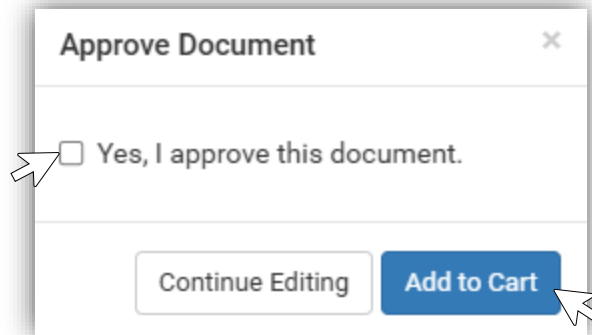 Approve Document ×
Yes, I approve this document.
Continue Editing Add to Cart